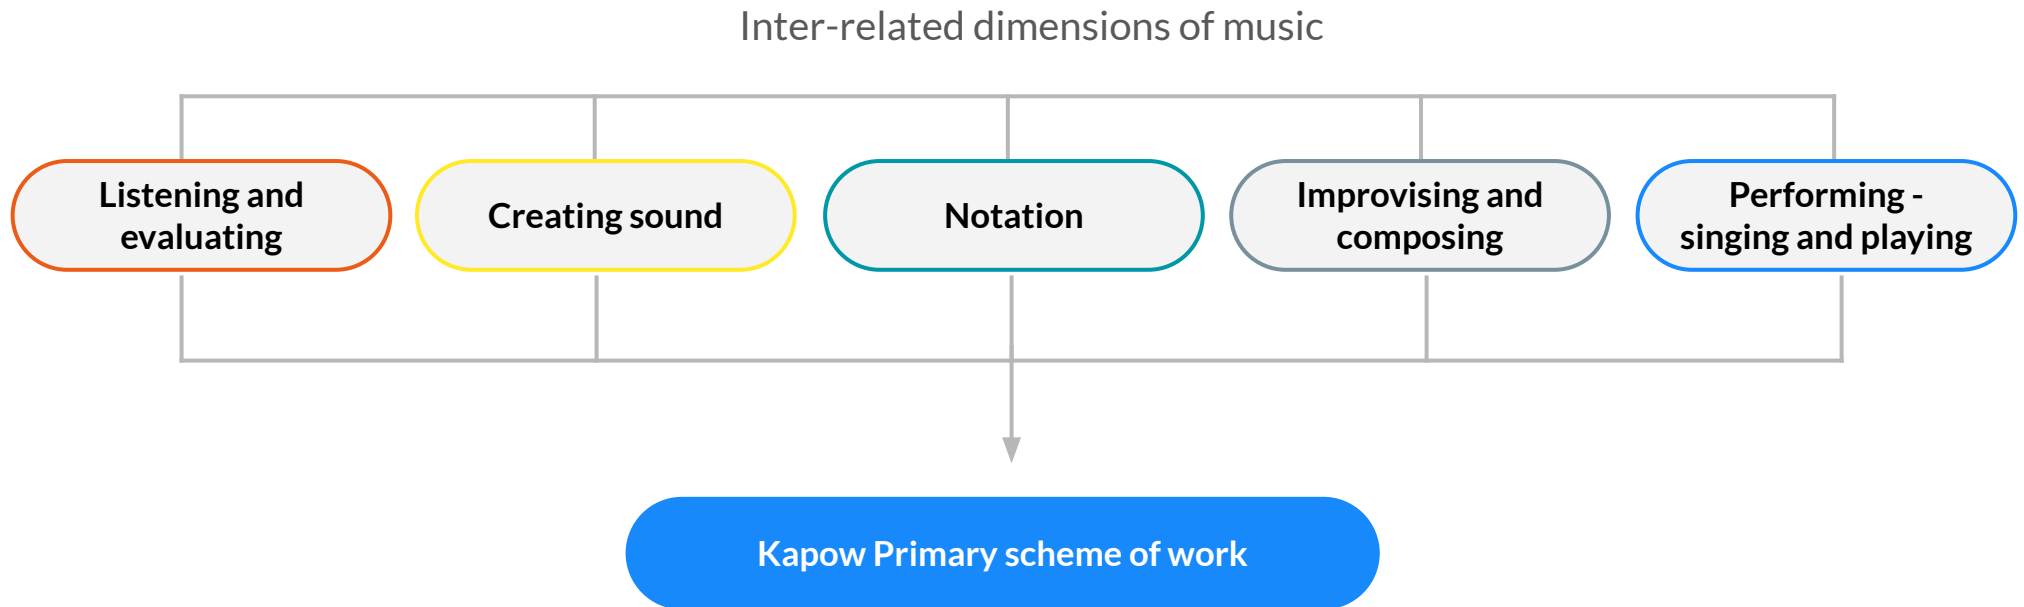 Inter-related dimensions of music
Listening and
evaluating
Creating sound
Notation
Improvising and
composing
Performing -
singing and playing
Kapow Primary scheme of work